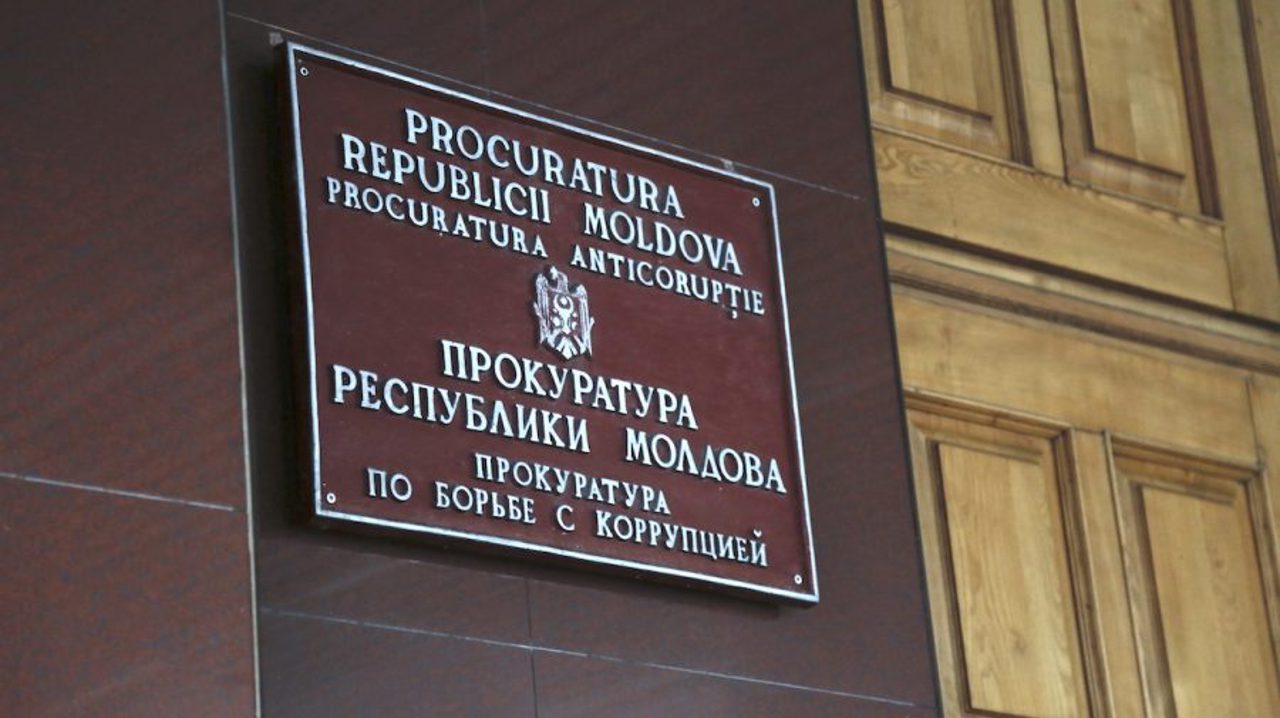 PROCURATURA
REPUBLICII MOLDOVA
PROCURATURA ANTICORUPȚIE
ПРОКУРАТУРА
РЕСПУБЛИКИ МОЛДОВА
ПРОКУРАТУРА
ПО БОРЬБЕ С КОРРУПЦИЕЙ